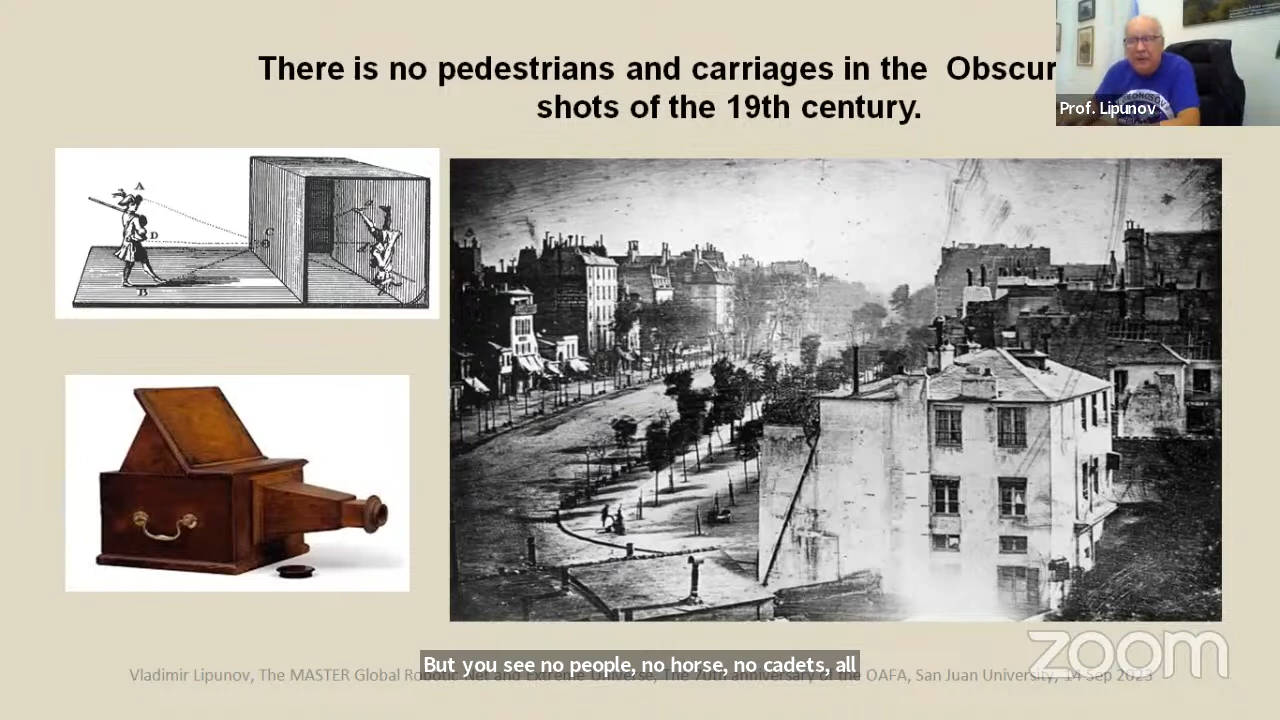 There is no pedestrians and carriages in the Obscur
shots of the 19th century.
Prof. Lipunov
A
D
B
C
zoom
But you see no people, no horse, no cadets, all
Vladimir Lipunov, The MASTER Global Robotic Net and Extreme Universe, The 70th anniversary of the OAFA, San Juan University, 14 Sep 2023